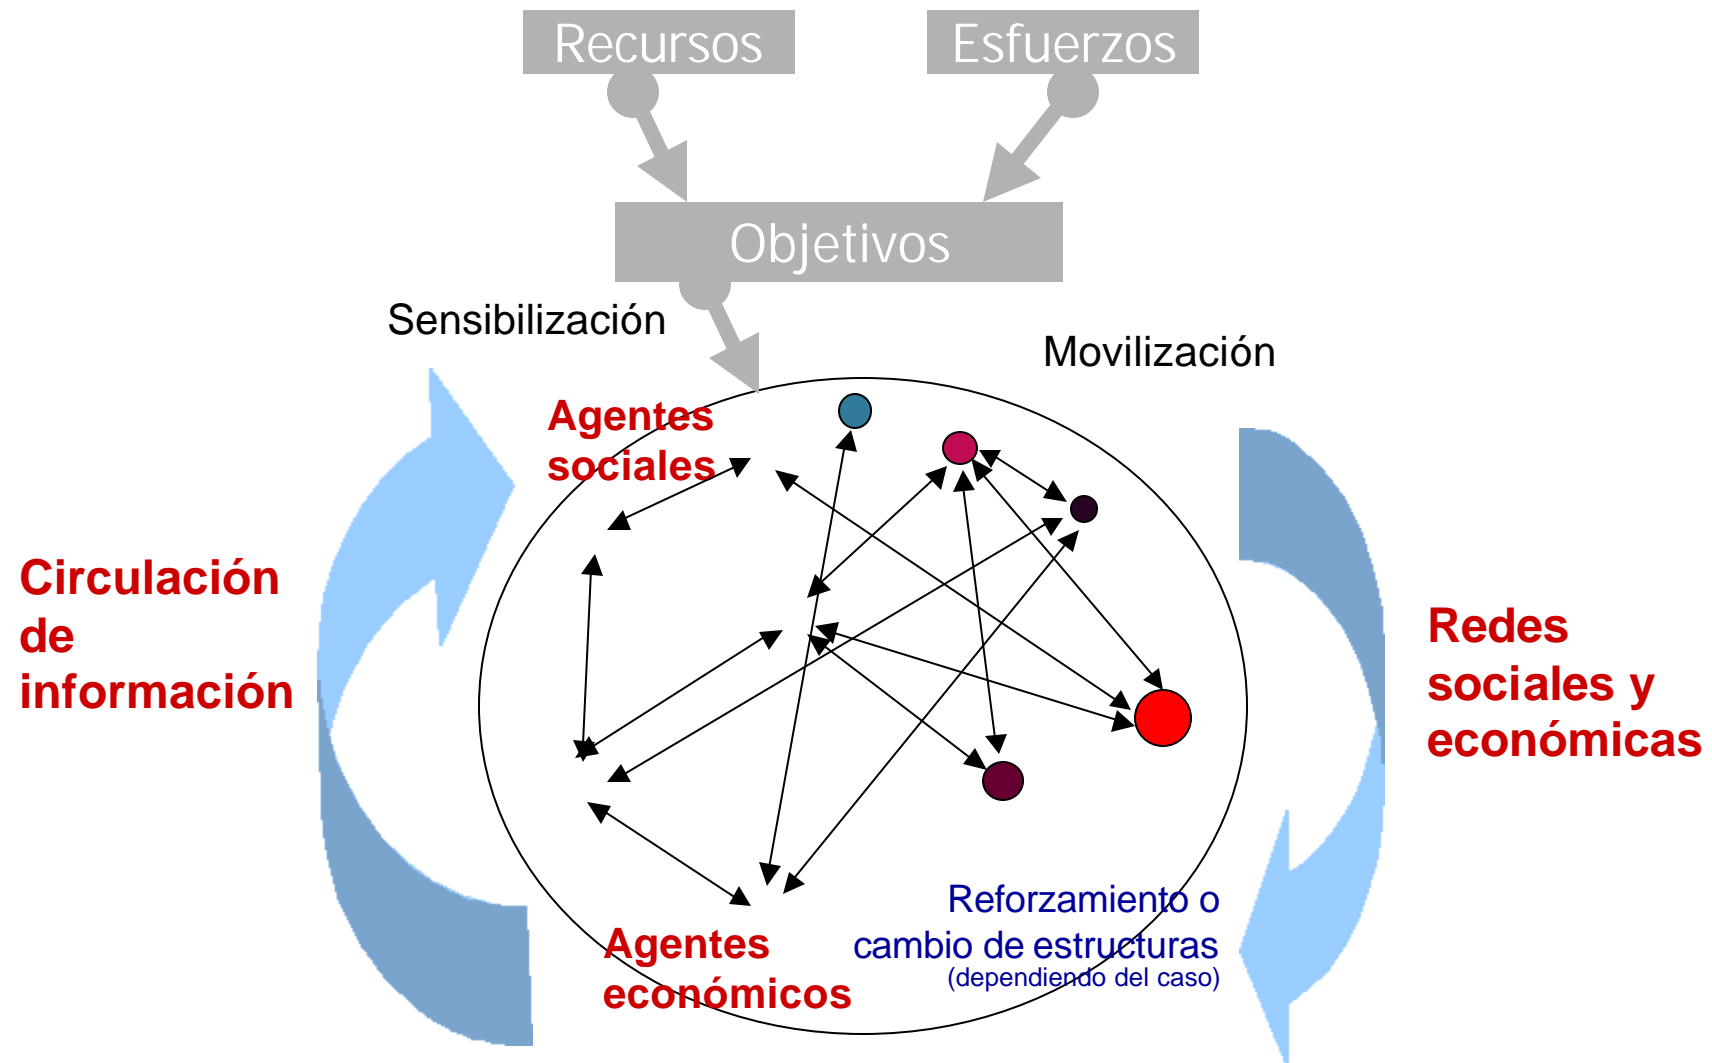 Recursos
Esfuerzos
Objetivos
Sensibilización
Movilización
Agentes
sociales
Circulación
de
información
Redes
sociales y
económicas
Reforzamiento o
cambio de estructuras
(dependiendo del caso)
Agentes
económicos